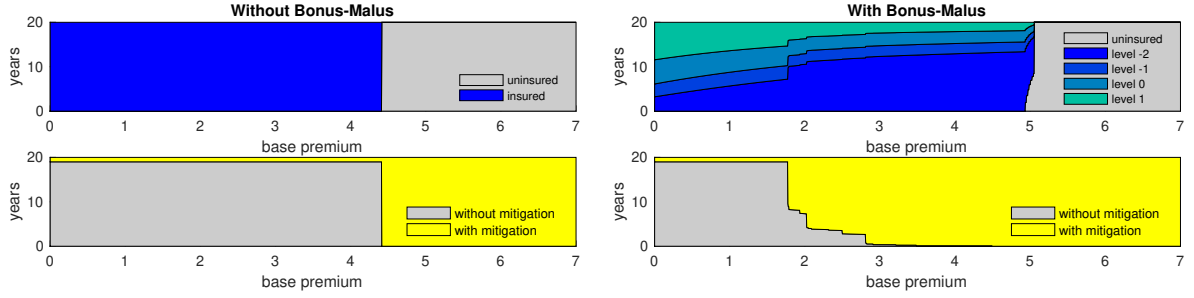 Without Bonus-Malus
20
10
0
years
uninsured
insured
0 1 2 3 4 5 6 7
base premium
20
10
0
years
without mitigation
with mitigation
0 1 2 3 4 5 6 7
base premium
With Bonus-Malus
20
10
0
years
uninsured
level -2
level -1
level 0
level 1
0 1 2 3 4 5 6 7
base premium
20
10
0
years
without mitigation
with mitigation
0 1 2 3 4 5 6 7
base premium